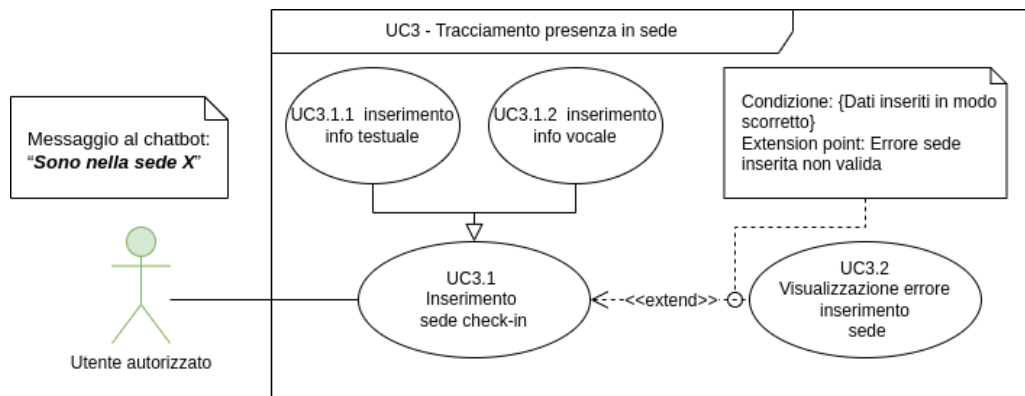 UC3 - Tracciamento presenza in sede
Messaggio al chatbot:
“Sono nella sede X”
UC3.1.1 inserimento
info testuale
UC3.1.2 inserimento
info vocale
Condizione: {Dati inseriti in modo
scorretto}
Extension point: Errore sede
inserita non valida
UC3.1
Inserimento
sede check-in
<<extend>>
UC3.2
Visualizzazione errore
inserimento
sede
Utente autorizzato